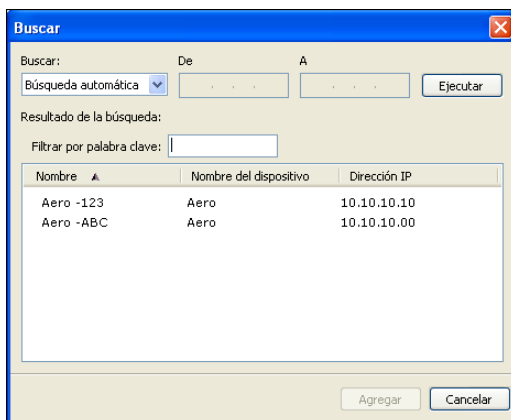 Buscar
Buscar: De A
Búsqueda automática . . . . . . Ejecutar
Resultado de la búsqueda:
Filtrar por palabra clave:
Nombre Nombre del dispositivo Dirección IP
Aero -123 Aero 10.10.10.10
Aero -ABC Aero 10.10.10.00
Agregar Cancelar